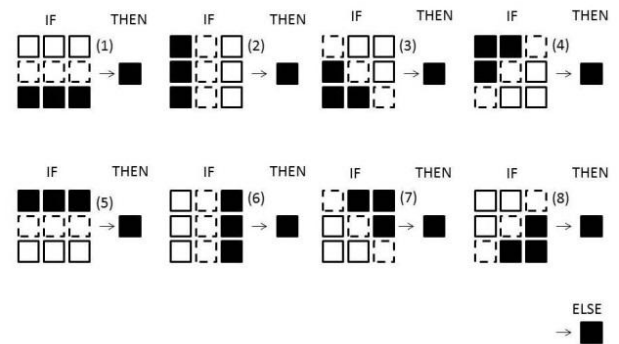 IF THEN IF THEN IF THEN IF THEN
(1) (2) (3) (4)
→ → → →
IF THEN IF THEN IF THEN IF THEN
(5) (6) (7) (8)
→ → → →
ELSE
→